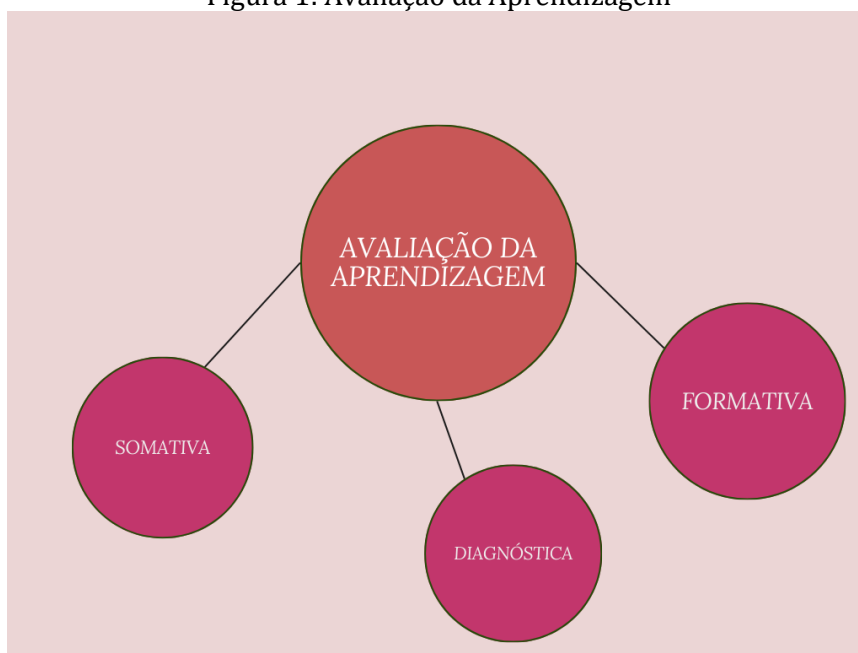 Figura 1: Avaliação da Aprendizagem
AVALIAÇÃO DA
APRENDIZAGEM
FORMATIVA
SOMATIVA
DIAGNÓSTICA